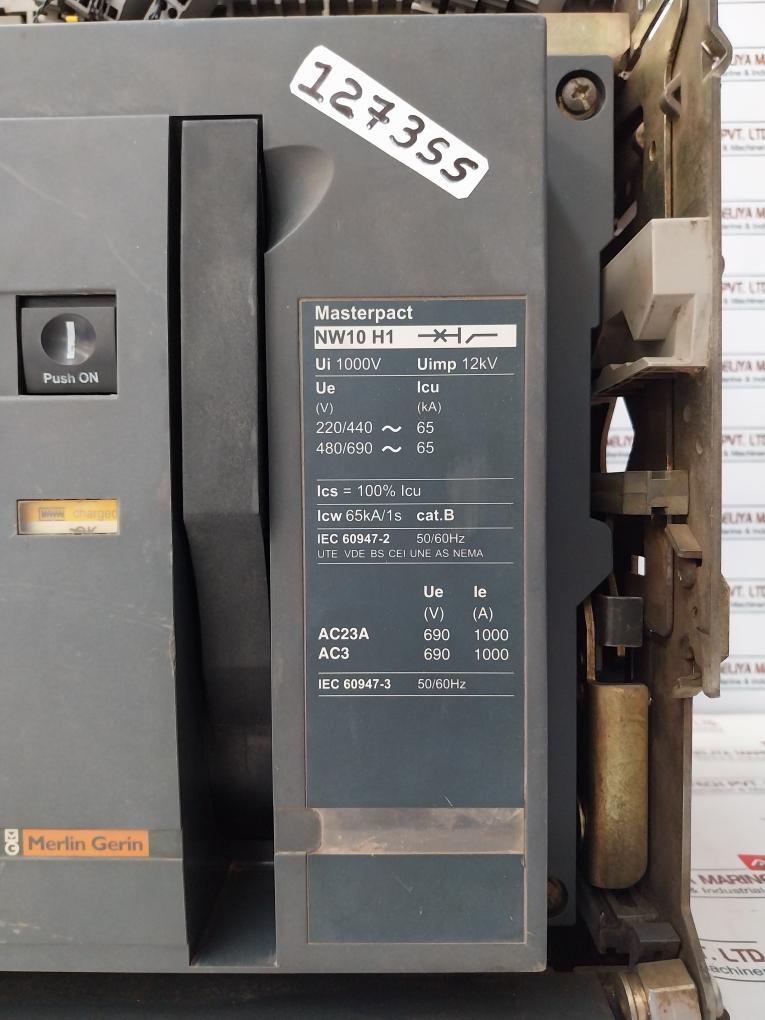 127355
Masterpact
NW10 H1
Ui 1000V Uimp 12kV
Ue Icu
(V) (kA)
220/440 ~ 65
480/690 ~ 65
Ics = 100% Icu
Icw 65kA/1s cat.B
IEC 60947-2 50/60Hz
UTE VDE BS CEI UNE AS NEMA
Ue Ie
(V) (A)
AC23A 690 1000
AC3 690 1000
IEC 60947-3 50/60Hz
Push ON
charged
OK
Merlin Gerin